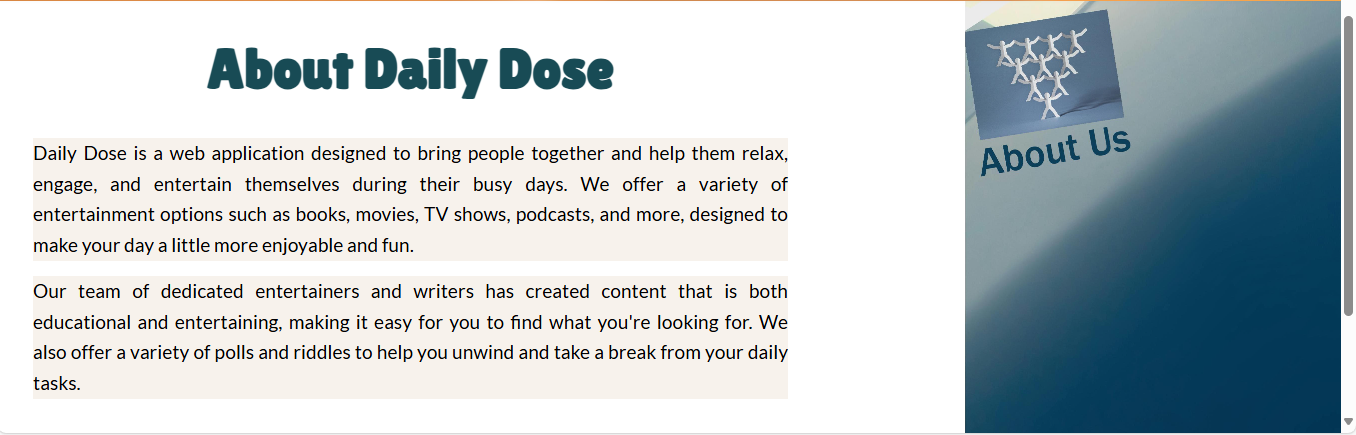 About Daily Dose
Daily Dose is a web application designed to bring people together and help them relax,
engage, and entertain themselves during their busy days. We offer a variety of
entertainment options such as books, movies, TV shows, podcasts, and more, designed to
make your day a little more enjoyable and fun.
Our team of dedicated entertainers and writers has created content that is both
educational and entertaining, making it easy for you to find what you're looking for. We
also offer a variety of polls and riddles to help you unwind and take a break from your daily
tasks.
About Us